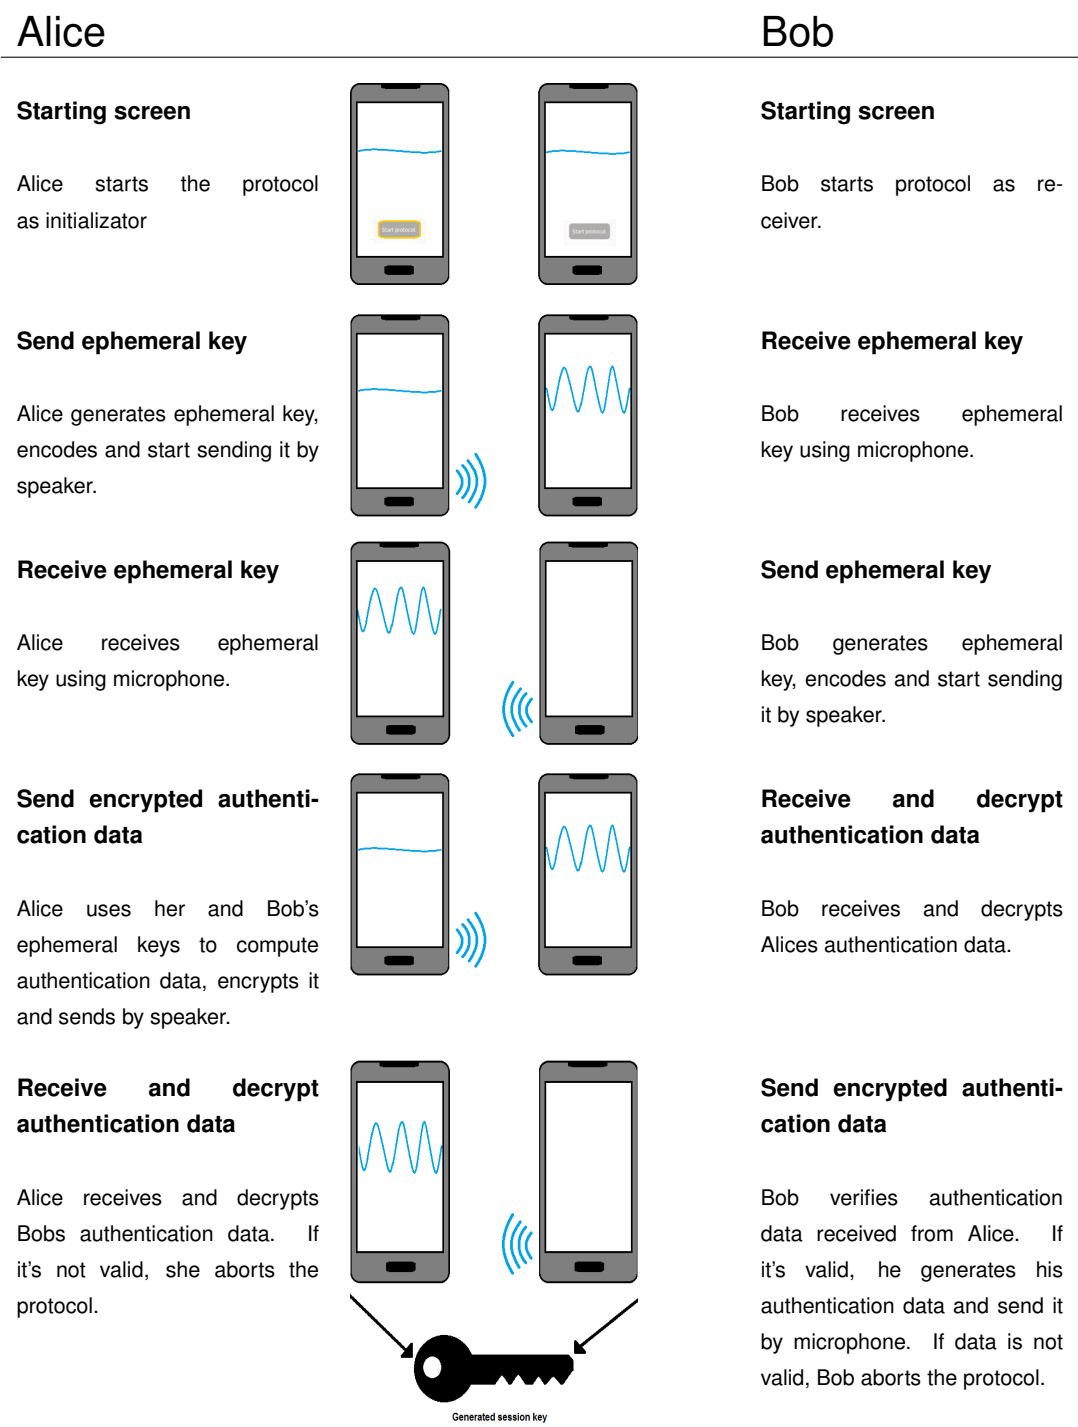 Alice
Bob
Starting screen
Alice starts the protocol
as initializator
Start protocol
Start protocol
Starting screen
Bob starts protocol as re-
ceiver.
Send ephemeral key
Alice generates ephemeral key,
encodes and start sending it by
speaker.
Receive ephemeral key
Bob receives ephemeral
key using microphone.
Receive ephemeral key
Alice receives ephemeral
key using microphone.
Send ephemeral key
Bob generates ephemeral
key, encodes and start sending
it by speaker.
Send encrypted authenti-
cation data
Alice uses her and Bob's
ephemeral keys to compute
authentication data, encrypts it
and sends by speaker.
Receive and decrypt
authentication data
Bob receives and decrypts
Alices authentication data.
Receive and decrypt
authentication data
Alice receives and decrypts
Bobs authentication data. If
it's not valid, she aborts the
protocol.
Send encrypted authenti-
cation data
Bob verifies authentication
data received from Alice. If
it's valid, he generates his
authentication data and send it
by microphone. If data is not
valid, Bob aborts the protocol.
Generated session key